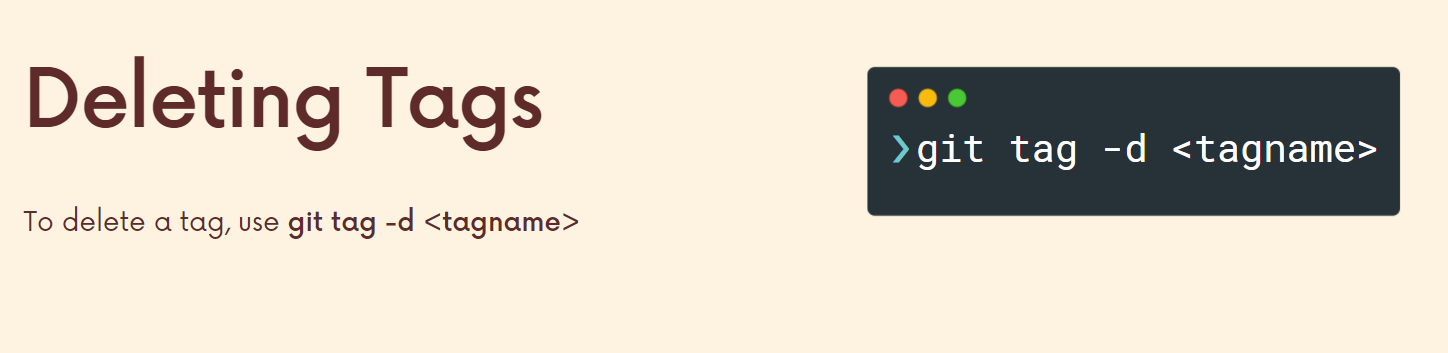 Deleting Tags
To delete a tag, use git tag -d <tagname>
❯git tag -d <tagname>